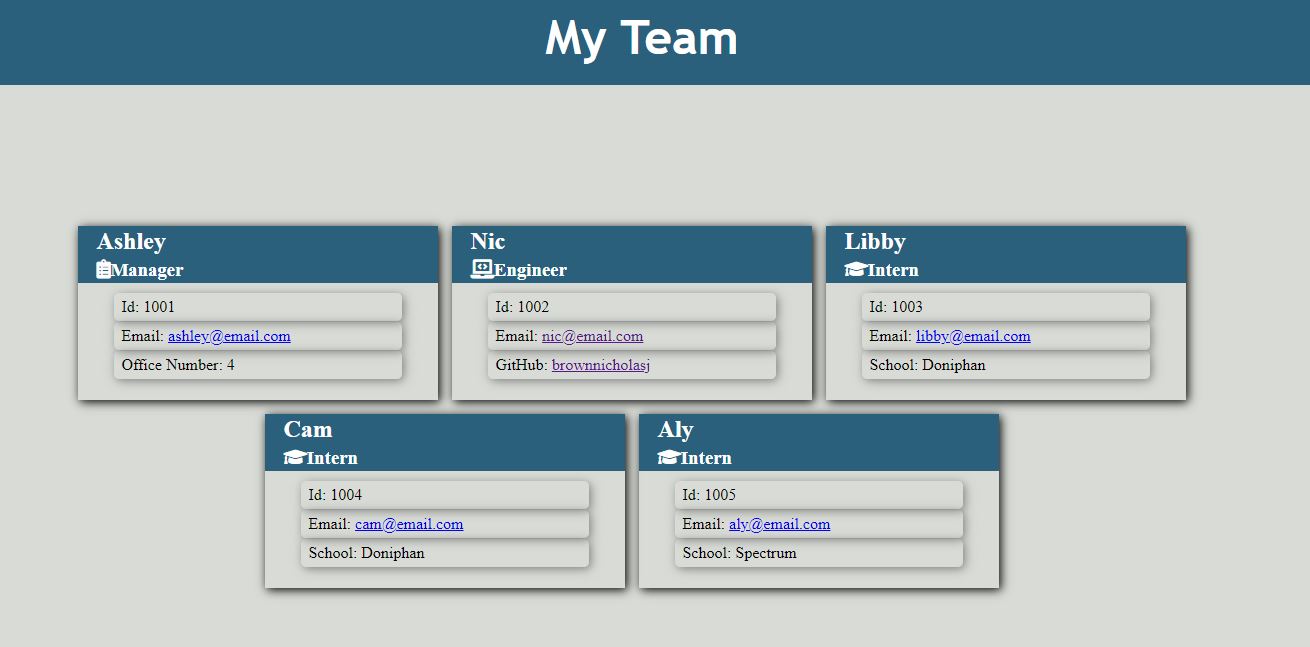 My Team
Ashley
Manager
Id: 1001
Email: ashley@email.com
Office Number: 4
Nic
Engineer
Id: 1002
Email: nic@email.com
GitHub: brownnicholasj
Libby
Intern
Id: 1003
Email: libby@email.com
School: Doniphan
Cam
Intern
Id: 1004
Email: cam@email.com
School: Doniphan
Aly
Intern
Id: 1005
Email: aly@email.com
School: Spectrum